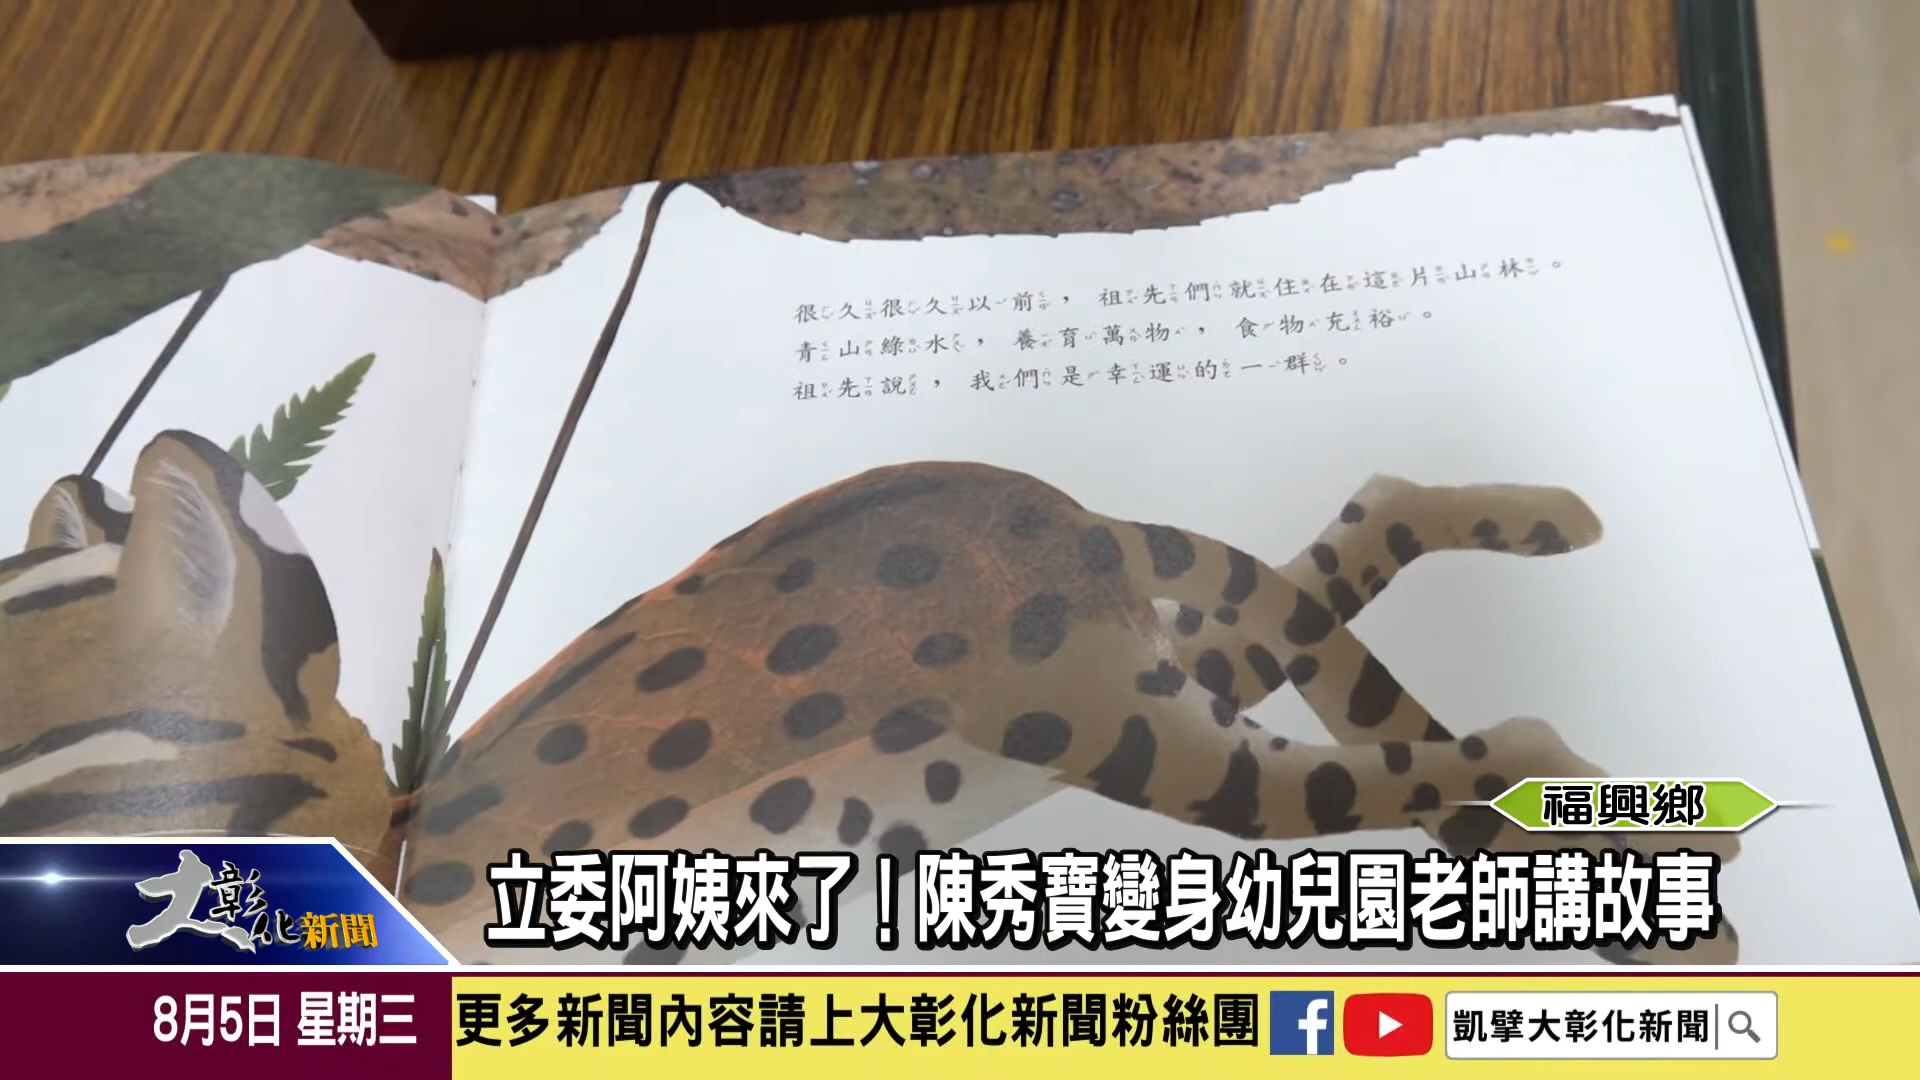 很久很久以前，祖先們就住在這片山林。
青山綠水，養育萬物，食物充裕。
祖先說，我們是幸運的一群。
福興鄉
大彰化新聞
立委阿姨來了！陳秀寶變身幼兒園老師講故事
8月5日 星期三
更多新聞內容請上大彰化新聞粉絲團
凱擘大彰化新聞